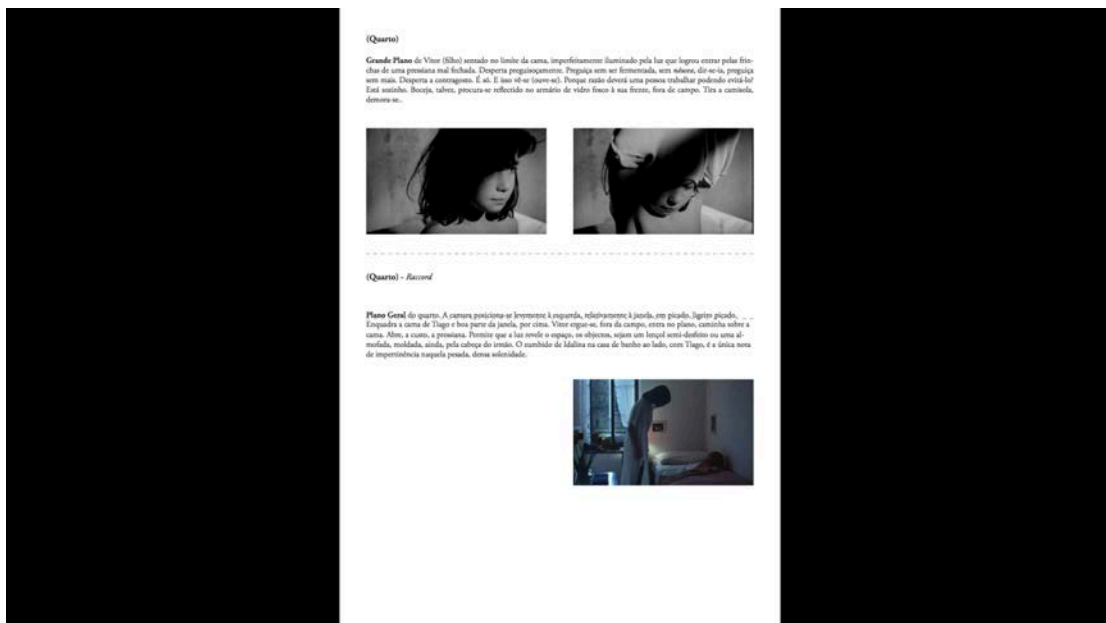 (Quarto)
Grande Plano de Vitor (filho) sentado no limite da cama, imperfeitamente iluminado pela luz que logrou entrar pelas frin-
chas de uma pressiana mal fechada. Desperta preguiçosamente. Preguiça sem ser fermentada, sem nuance, dir-se-ia, preguiça
sem mais. Desperta a contragosto. É só. E isso vê-se (ouve-se). Porque razão deverá uma pessoa trabalhar podendo evitá-lo?
Está sozinho. Boceja, talvez, procura-se reflectido no armário de vidro fosco à sua frente, fora de campo. Tira a camisola,
demora-se..
(Quarto) - Raccord
Plano Geral do quarto. A camara posiciona-se levemente à esquerda, relativamente à janela, em picado, ligeiro picado.
Enquadra a cama de Tiago e boa parte da janela, por cima. Vitor ergue-se, fora da campo, entra no plano, caminha sobre a
cama. Abre, a custo, a pressiana. Permite que a luz revele o espaço, os objectos, sejam um lençol semi-desfeito ou uma al-
mofada, moldada, ainda, pela cabeça do irmão. O zumbido de Idalina na casa de banho ao lado, com Tiago, é a única nota
de impertinência naquela pesada, densa solenidade.